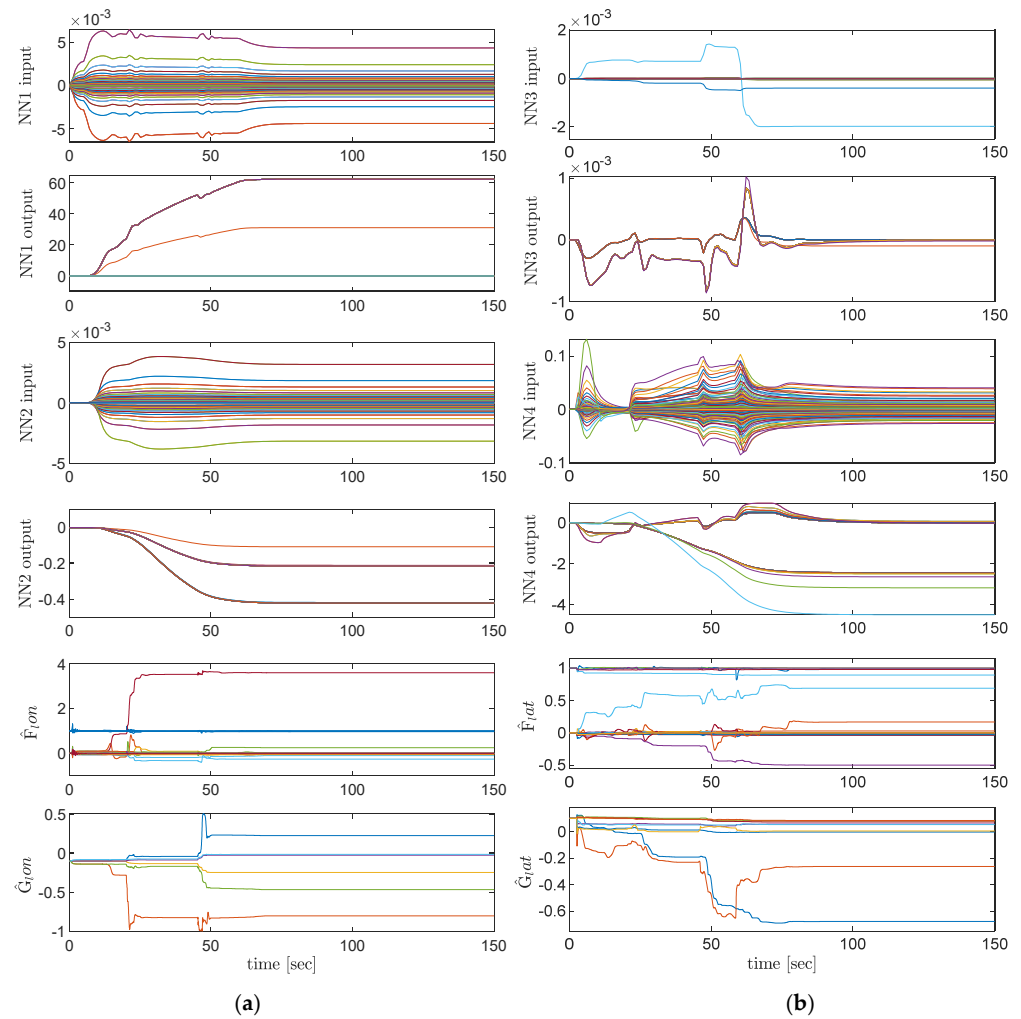 ×10⁻³
NN1 input
5
0
-5
0 50 100 150
NN1 output
60
40
20
0
0 50 100 150
×10⁻³
NN2 input
5
0
-5
0 50 100 150
NN2 output
0
-0.2
-0.4
0 50 100 150
F̂ₗon
4
2
0
0 50 100 150
Ĝₗon
0.5
0
-0.5
-1
0 50 100 150
time [sec]
(a)
×10⁻³
NN3 input
2
0
-2
0 50 100 150
×10⁻³
NN3 output
1
0
-1
0 50 100 150
NN4 input
0.1
0
-0.1
0 50 100 150
NN4 output
0
-2
-4
0 50 100 150
F̂ₗat
1
0.5
0
-0.5
0 50 100 150
Ĝₗat
0
-0.2
-0.4
-0.6
0 50 100 150
time [sec]
(b)